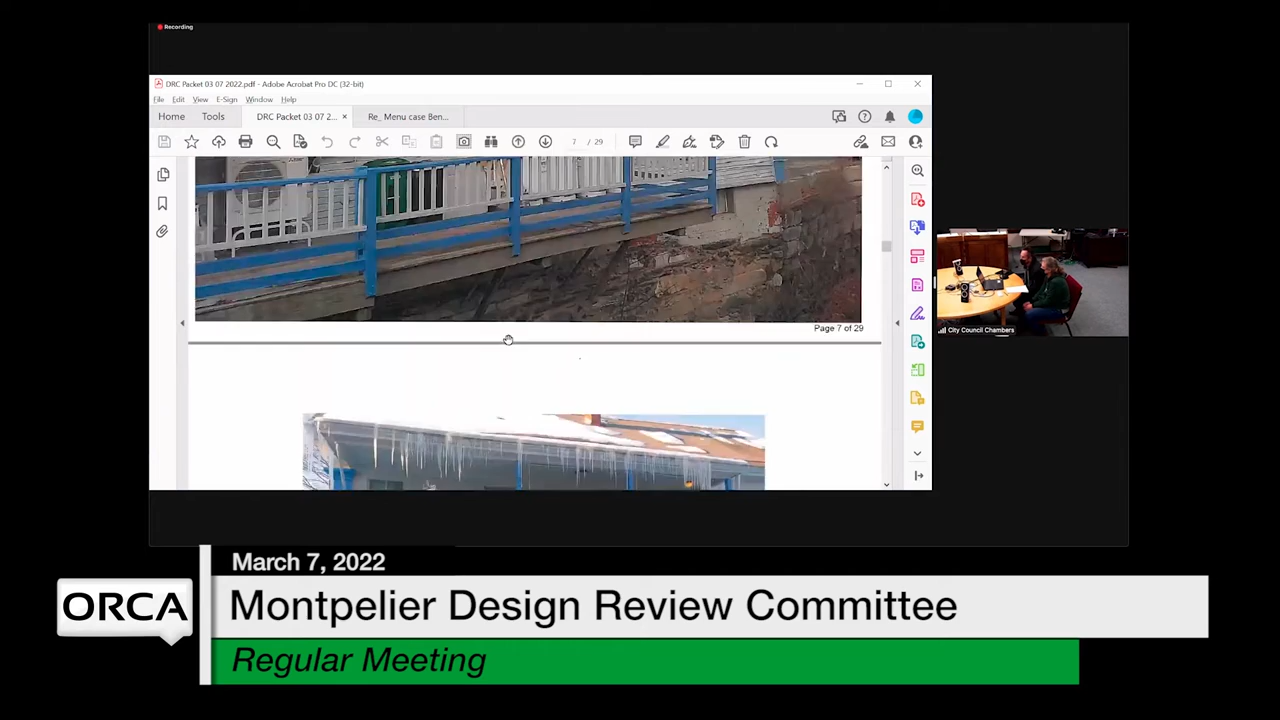 Recording
DRC Packet 03 07 2022.pdf - Adobe Acrobat Pro DC (32-bit)
File Edit View E-Sign Window Help
Home Tools DRC Packet 03 07 2... × Re_ Menu case Ben...
7 / 29
Page 7 of 29
City Council Chambers
March 7, 2022
ORCA
Montpelier Design Review Committee
Regular Meeting